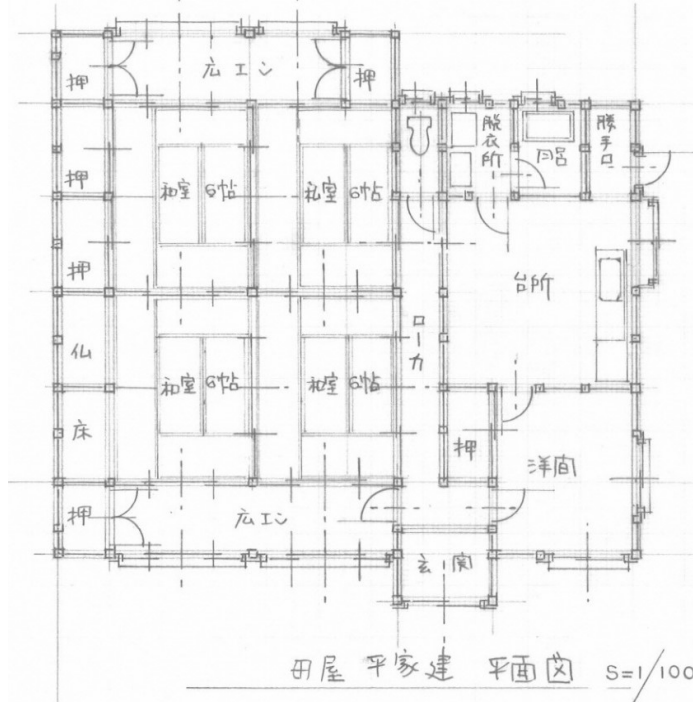 押 広エン 押
脱衣所
風呂
勝手口
押
和室 6帖
和室 6帖
押
台所
仏
ローカ
和室 6帖
和室 6帖
床
押
洋間
押
広エン
玄関
母屋 平家建 平面図 S=1/100